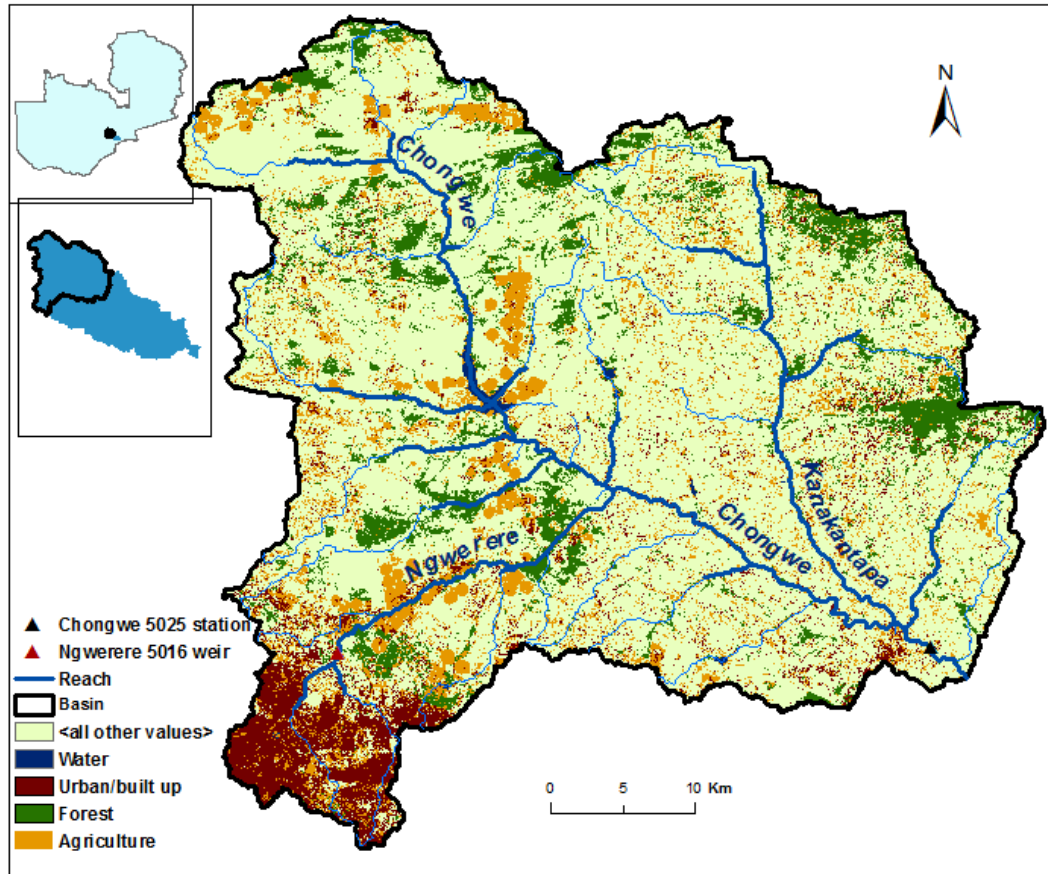 N
Chongwe
Ngwerere
Chongwe
Kanakantapa
Chongwe 5025 station
Ngwerere 5016 weir
Reach
Basin
<all other values>
Water
Urban/built up
Forest
Agriculture
0 5 10 Km